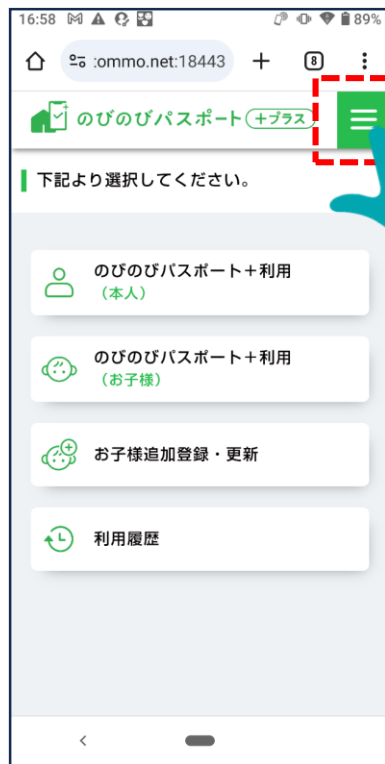 16:58
89%
:ommo.net:18443
8
のびのびパスポート +プラス
下記より選択してください。
のびのびパスポート+利用
(本人)
のびのびパスポート+利用
(お子様)
お子様追加登録・更新
利用履歴